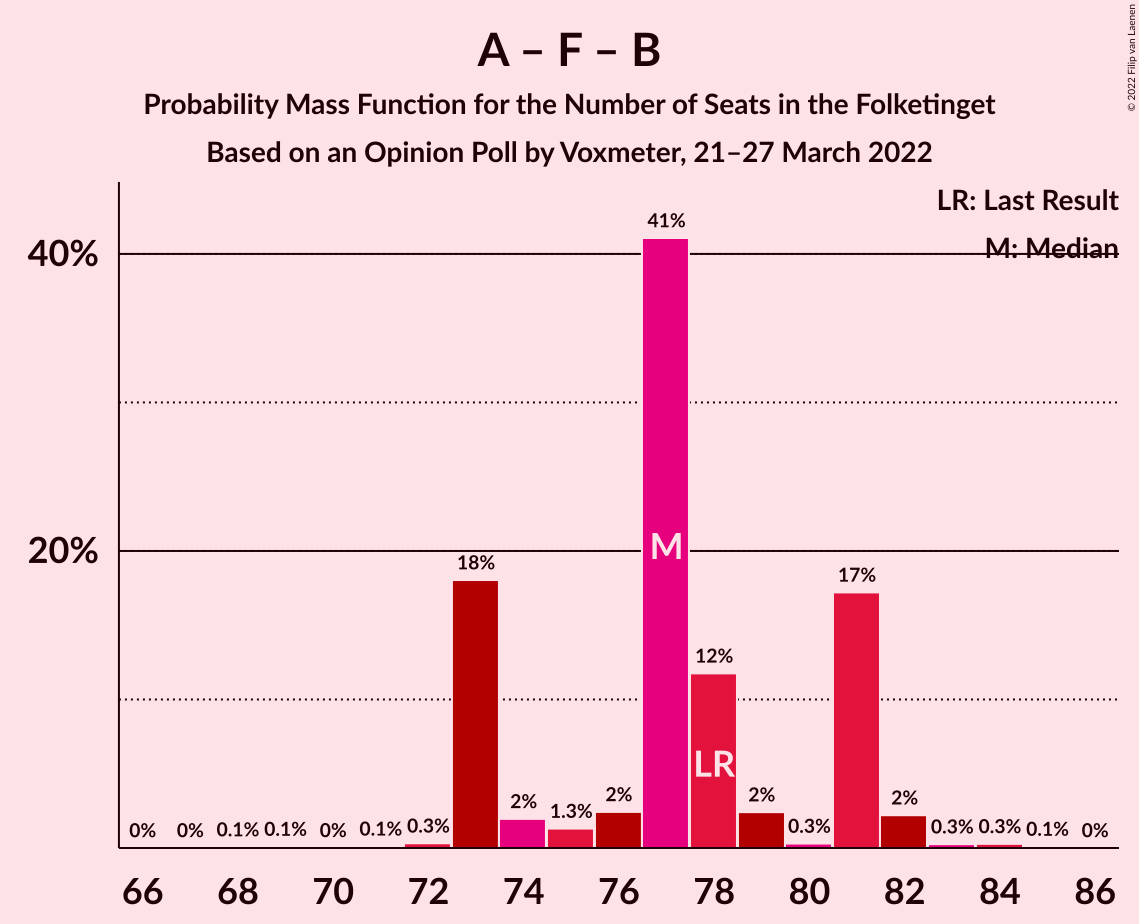 A – F – B
Probability Mass Function for the Number of Seats in the Folketinget
Based on an Opinion Poll by Voxmeter, 21–27 March 2022
© 2022 Filip van Laenen
LR: Last Result
M: Median
40%
20%
0% 0% 0.1% 0.1% 0% 0.1% 0.3% 18% 2% 1.3% 2% 41% 12% 2% 0.3% 17% 2% 0.3% 0.3% 0.1% 0%
M
LR
66 68 70 72 74 76 78 80 82 84 86